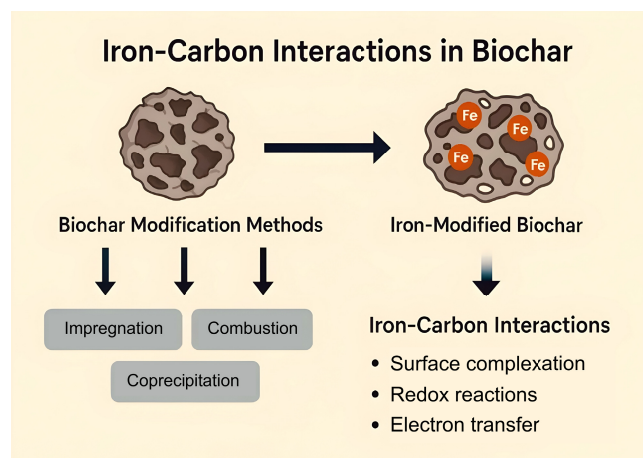 Iron-Carbon Interactions in Biochar
Fe
Fe
Fe
Fe
Biochar Modification Methods
Iron-Modified Biochar
Impregnation
Combustion
Coprecipitation
Iron-Carbon Interactions
• Surface complexation
• Redox reactions
• Electron transfer